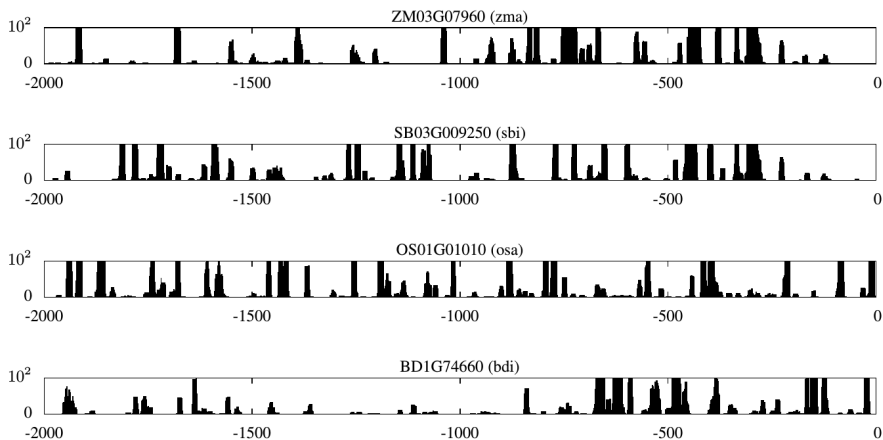 ZM03G07960 (zma)
10²
0
-2000 -1500 -1000 -500 0
SB03G009250 (sbi)
10²
0
-2000 -1500 -1000 -500 0
OS01G01010 (osa)
10²
0
-2000 -1500 -1000 -500 0
BD1G74660 (bdi)
10²
0
-2000 -1500 -1000 -500 0